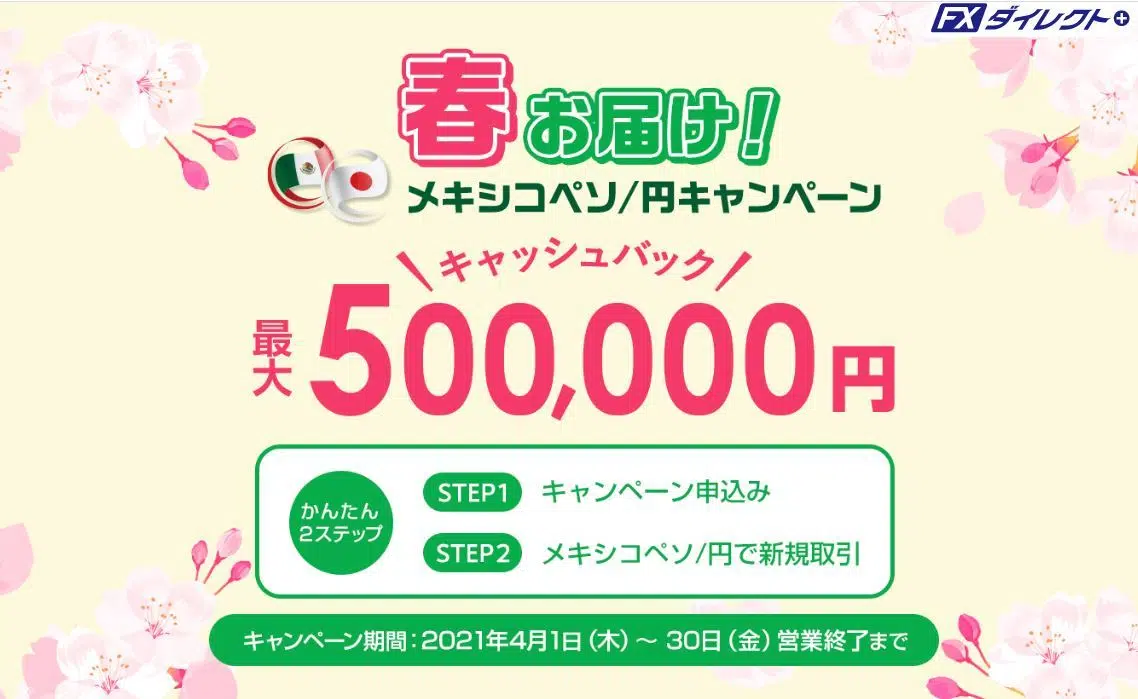 FXダイレクト+
春お届け!
メキシコペソ/円キャンペーン
キャッシュバック
最大500,000円
かんたん
2ステップ
STEP1 キャンペーン申込み
STEP2 メキシコペソ/円で新規取引
キャンペーン期間:2021年4月1日(木)~30日(金)営業終了まで